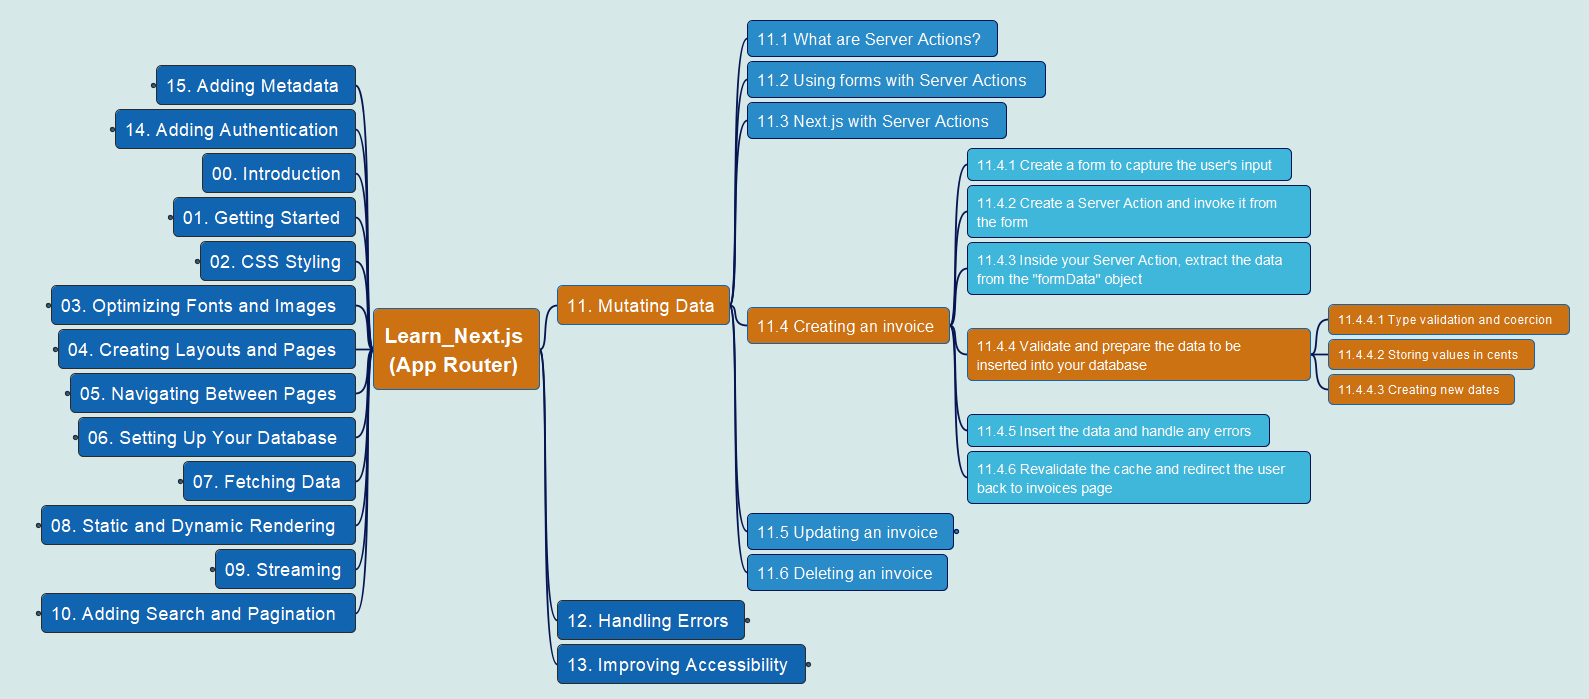 15. Adding Metadata
14. Adding Authentication
00. Introduction
01. Getting Started
02. CSS Styling
03. Optimizing Fonts and Images
04. Creating Layouts and Pages
05. Navigating Between Pages
06. Setting Up Your Database
07. Fetching Data
08. Static and Dynamic Rendering
09. Streaming
10. Adding Search and Pagination
Learn_Next.js
(App Router)
11. Mutating Data
11.1 What are Server Actions?
11.2 Using forms with Server Actions
11.3 Next.js with Server Actions
11.4 Creating an invoice
11.4.1 Create a form to capture the user's input
11.4.2 Create a Server Action and invoke it from
the form
11.4.3 Inside your Server Action, extract the data
from the "formData" object
11.4.4 Validate and prepare the data to be
inserted into your database
11.4.4.1 Type validation and coercion
11.4.4.2 Storing values in cents
11.4.4.3 Creating new dates
11.4.5 Insert the data and handle any errors
11.4.6 Revalidate the cache and redirect the user
back to invoices page
11.5 Updating an invoice
11.6 Deleting an invoice
12. Handling Errors
13. Improving Accessibility